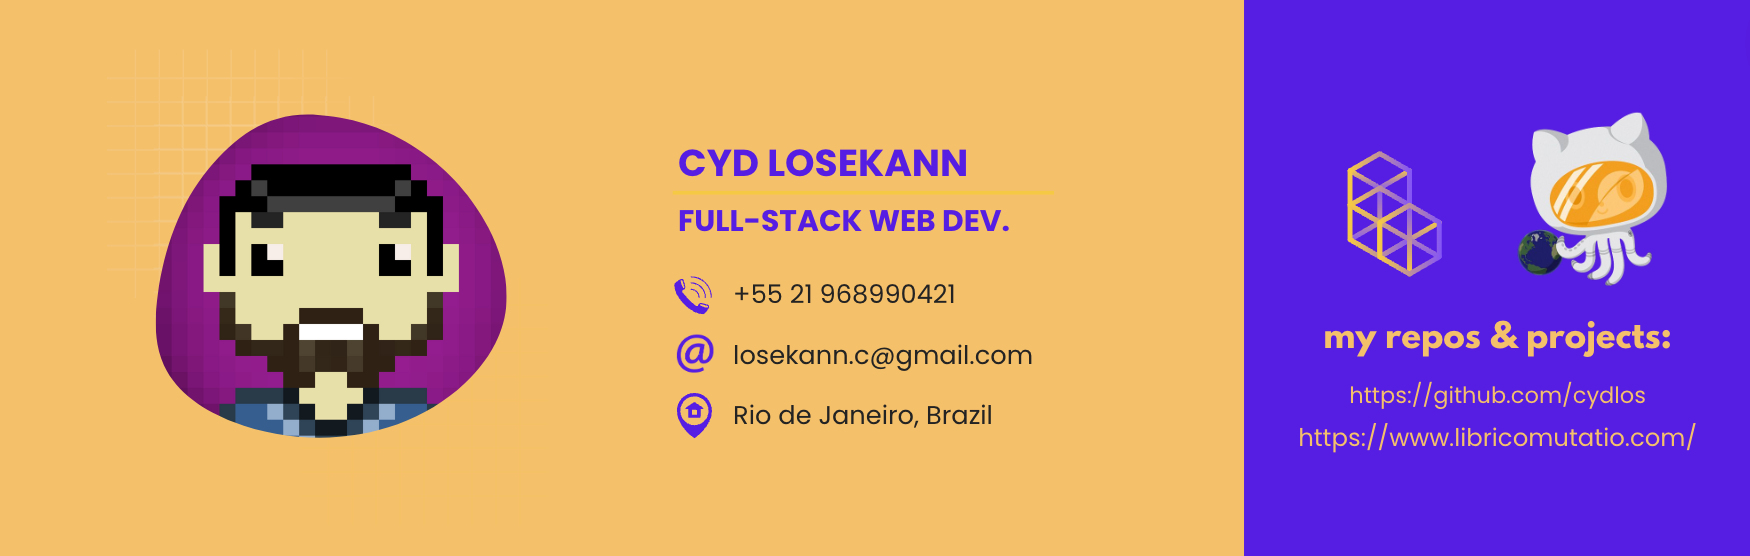 CYD LOSEKANN
FULL-STACK WEB DEV.
+55 21 968990421
losekann.c@gmail.com
Rio de Janeiro, Brazil
my repos & projects:
https://github.com/cydlos
https://www.libricomutatio.com/